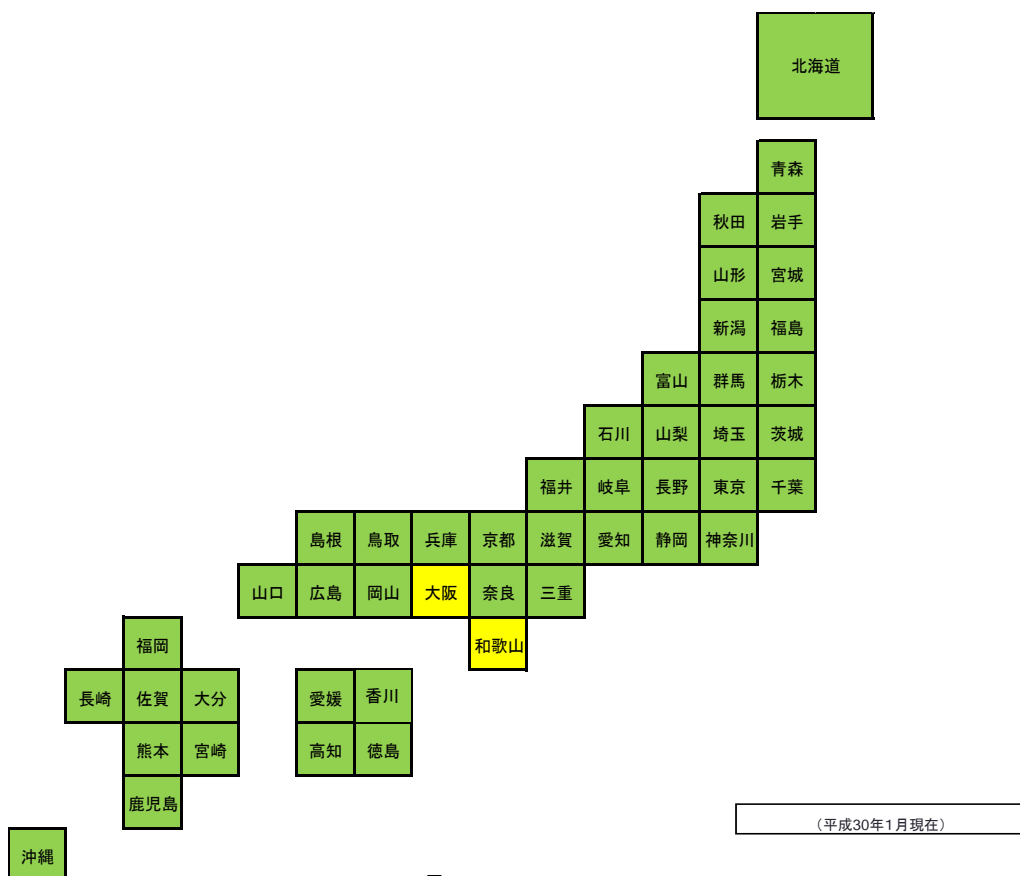 北海道
青森
秋田 岩手
山形 宮城
新潟 福島
富山 群馬 栃木
石川 山梨 埼玉 茨城
福井 岐阜 長野 東京 千葉
島根 鳥取 兵庫 京都 滋賀 愛知 静岡 神奈川
山口 広島 岡山 大阪 奈良 三重
福岡 和歌山
長崎 佐賀 大分 愛媛 香川
熊本 宮崎 高知 徳島
鹿児島
(平成30年1月現在)
沖縄